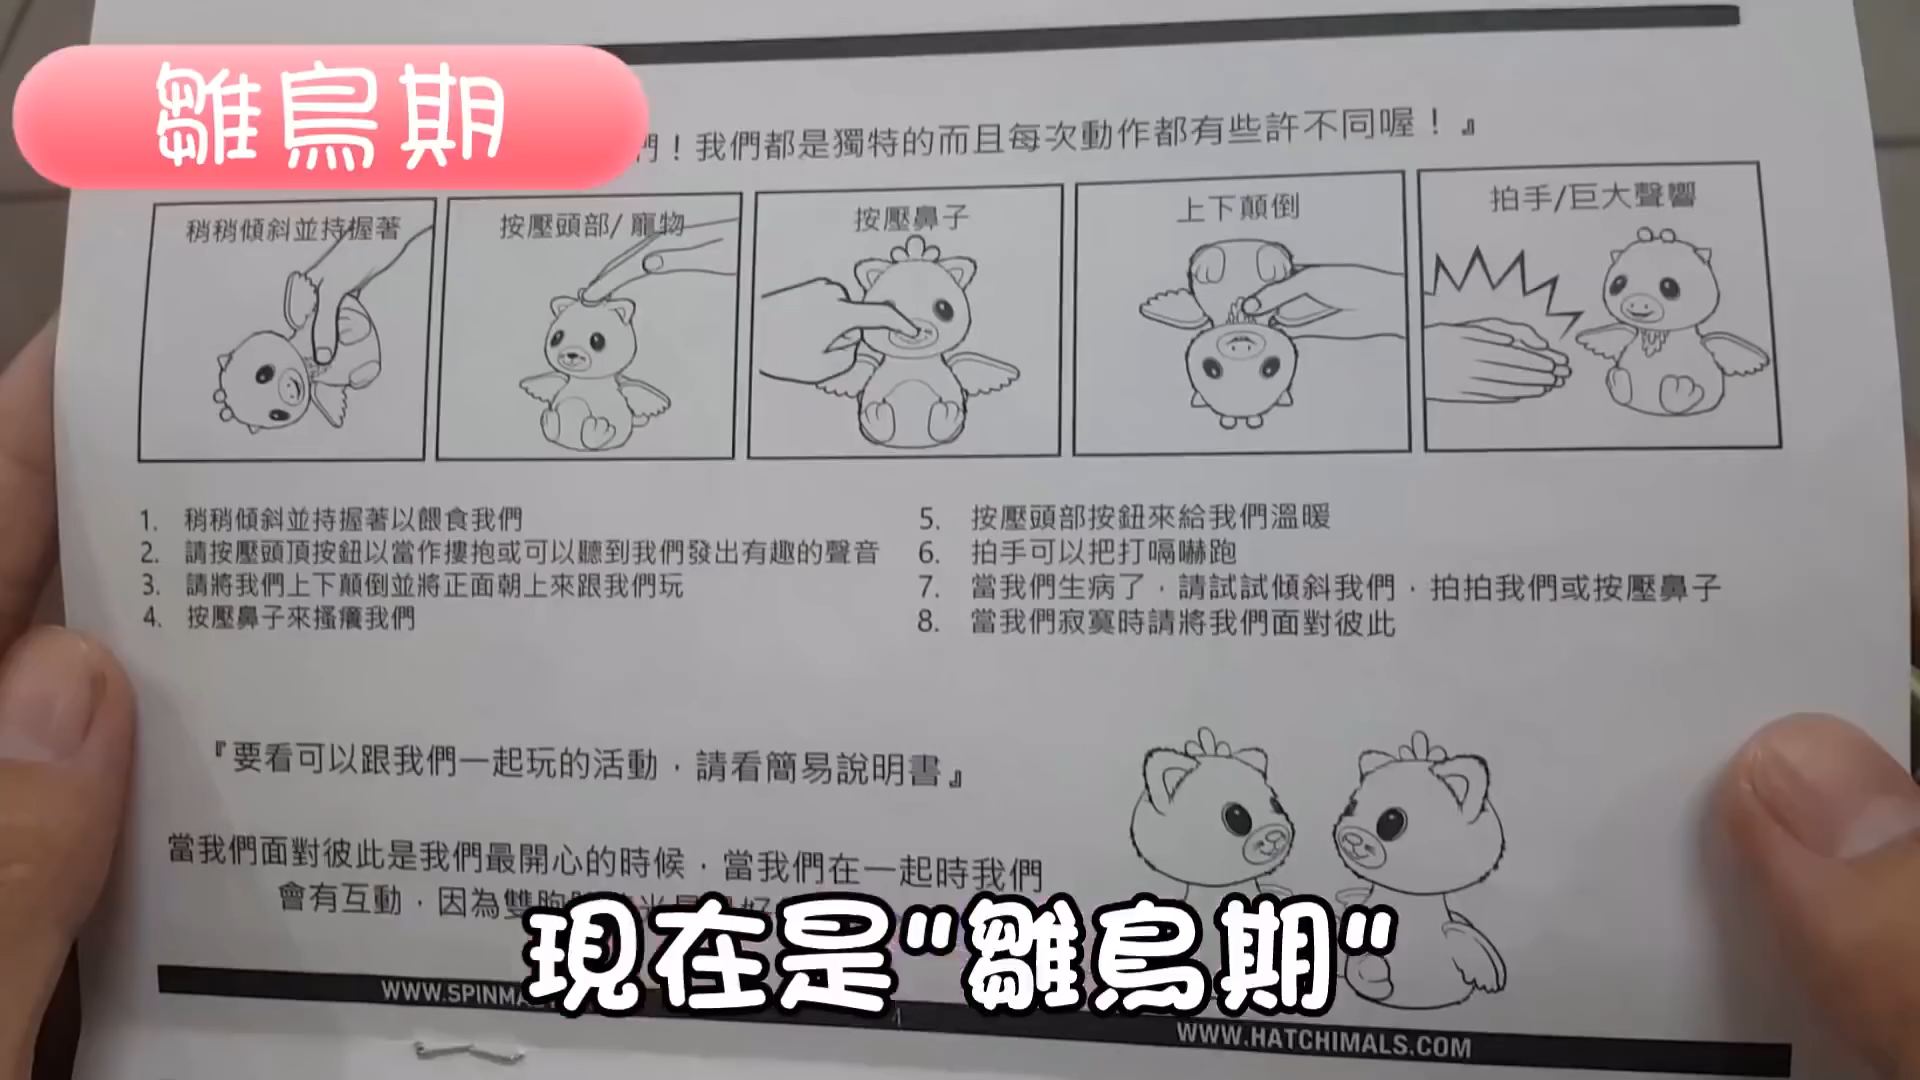 雛鳥期
們！我們都是獨特的而且每次動作都有些許不同喔！』
稍稍傾斜並持握著
按壓頭部/ 寵物
按壓鼻子
上下顛倒
拍手/巨大聲響
1. 稍稍傾斜並持握著以餵食我們
2. 請按壓頭頂按鈕以當作摟抱或可以聽到我們發出有趣的聲音
3. 請將我們上下顛倒並將正面朝上來跟我們玩
4. 按壓鼻子來搔癢我們
5. 按壓頭部按鈕來給我們溫暖
6. 拍手可以把打嗝嚇跑
7. 當我們生病了，請試試傾斜我們，拍拍我們或按壓鼻子
8. 當我們寂寞時請將我們面對彼此
『要看可以跟我們一起玩的活動，請看簡易說明書』
當我們面對彼此是我們最開心的時候，當我們在一起時我們
會有互動，因為雙胞
現在是"雛鳥期"
WWW.SPINMA
WWW.HATCHIMALS.COM